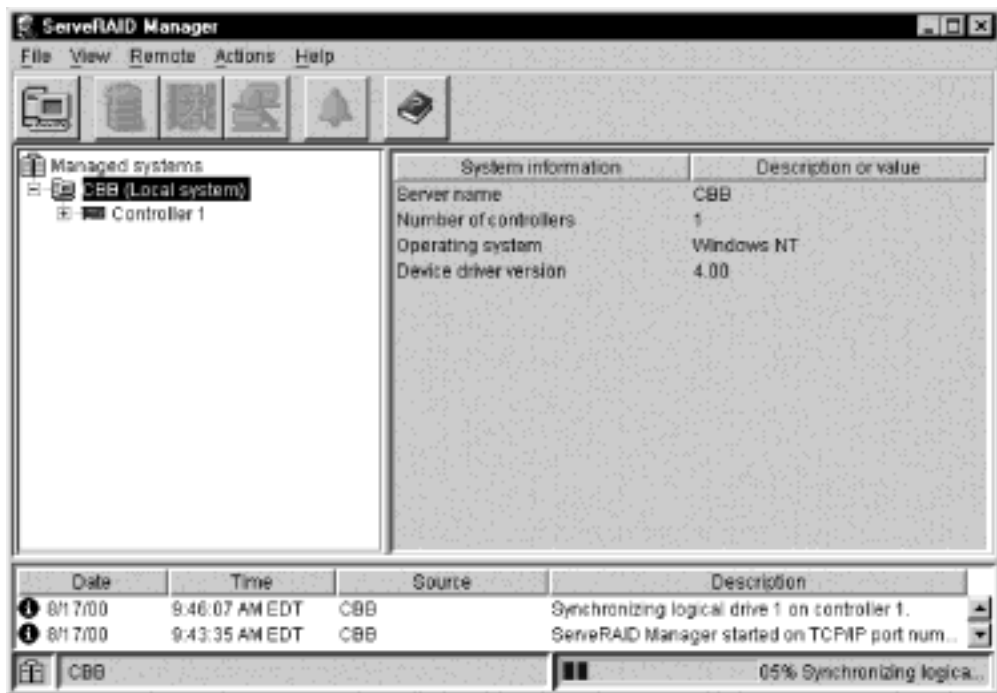 ServeRAID Manager
File View Remote Actions Help
Managed systems
CBB (Local system)
Controller 1
System information Description or value
Server name CBB
Number of controllers 1
Operating system Windows NT
Device driver version 4.00
Date Time Source Description
8/17/00 9:46:07 AM EDT CBB Synchronizing logical drive 1 on controller 1.
8/17/00 9:43:35 AM EDT CBB ServeRAID Manager started on TCP/IP port num...
CBB 05% Synchronizing logica...